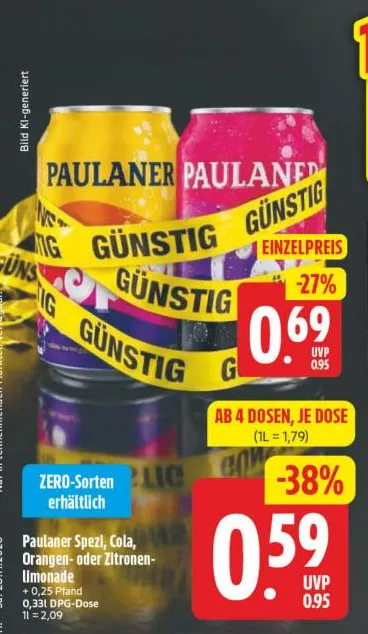 Bild KI-generiert
PAULANER PAULANER
GÜNSTIG
GÜNSTIG
GÜNSTIG
GÜNSTIG
EINZELPREIS
-27%
0.69
UVP
0.95
AB 4 DOSEN, JE DOSE
(1L = 1,79)
-38%
0.59
UVP
0.95
ZERO-Sorten
erhältlich
Paulaner Spezi, Cola,
Orangen- oder Zitronen-
limonade
+ 0,25 Pfand
0,33l DPG-Dose
1l = 2,09